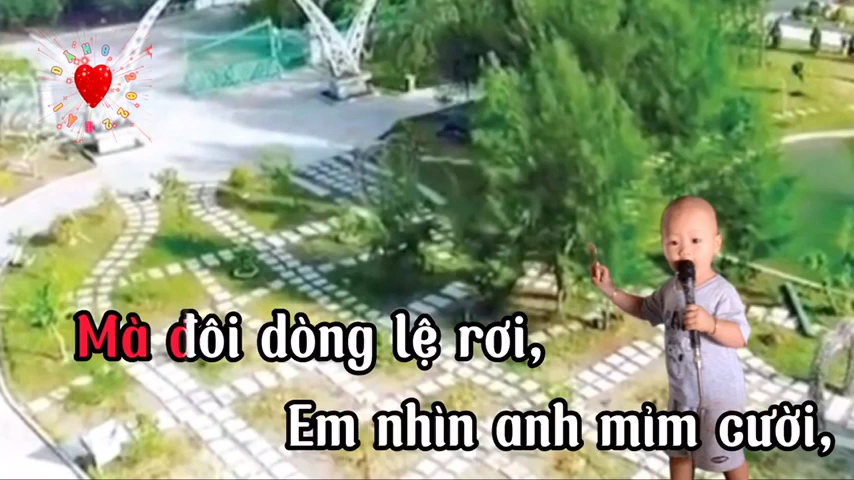 Mà đôi dòng lệ rơi,
Em nhìn anh mỉm cười,